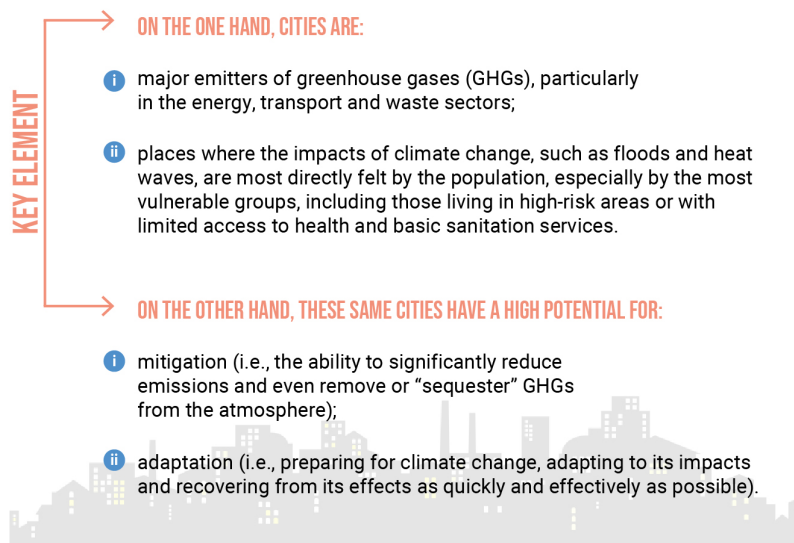 KEY ELEMENT
ON THE ONE HAND, CITIES ARE:
i major emitters of greenhouse gases (GHGs), particularly
in the energy, transport and waste sectors;
ii places where the impacts of climate change, such as floods and heat
waves, are most directly felt by the population, especially by the most
vulnerable groups, including those living in high-risk areas or with
limited access to health and basic sanitation services.
ON THE OTHER HAND, THESE SAME CITIES HAVE A HIGH POTENTIAL FOR:
i mitigation (i.e., the ability to significantly reduce
emissions and even remove or “sequester” GHGs
from the atmosphere);
ii adaptation (i.e., preparing for climate change, adapting to its impacts
and recovering from its effects as quickly and effectively as possible).